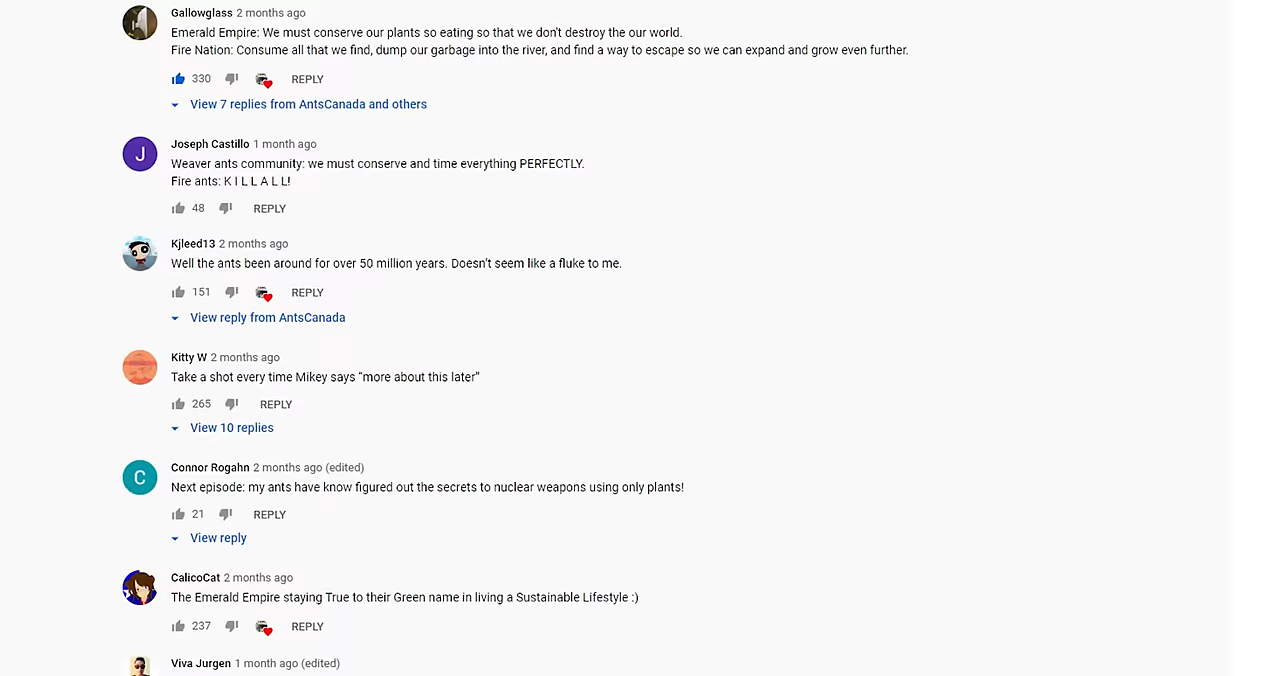 Gallowglass 2 months ago
Emerald Empire: We must conserve our plants so eating so that we don't destroy the our world.
Fire Nation: Consume all that we find, dump our garbage into the river, and find a way to escape so we can expand and grow even further.
330 REPLY
View 7 replies from AntsCanada and others
J
Joseph Castillo 1 month ago
Weaver ants community: we must conserve and time everything PERFECTLY.
Fire ants: K I L L A L L!
48 REPLY
Kjleed13 2 months ago
Well the ants been around for over 50 million years. Doesn't seem like a fluke to me.
151 REPLY
View reply from AntsCanada
Kitty W 2 months ago
Take a shot every time Mikey says “more about this later”
265 REPLY
View 10 replies
C
Connor Rogahn 2 months ago (edited)
Next episode: my ants have know figured out the secrets to nuclear weapons using only plants!
21 REPLY
View reply
CalicoCat 2 months ago
The Emerald Empire staying True to their Green name in living a Sustainable Lifestyle :)
237 REPLY
Viva Jurgen 1 month ago (edited)